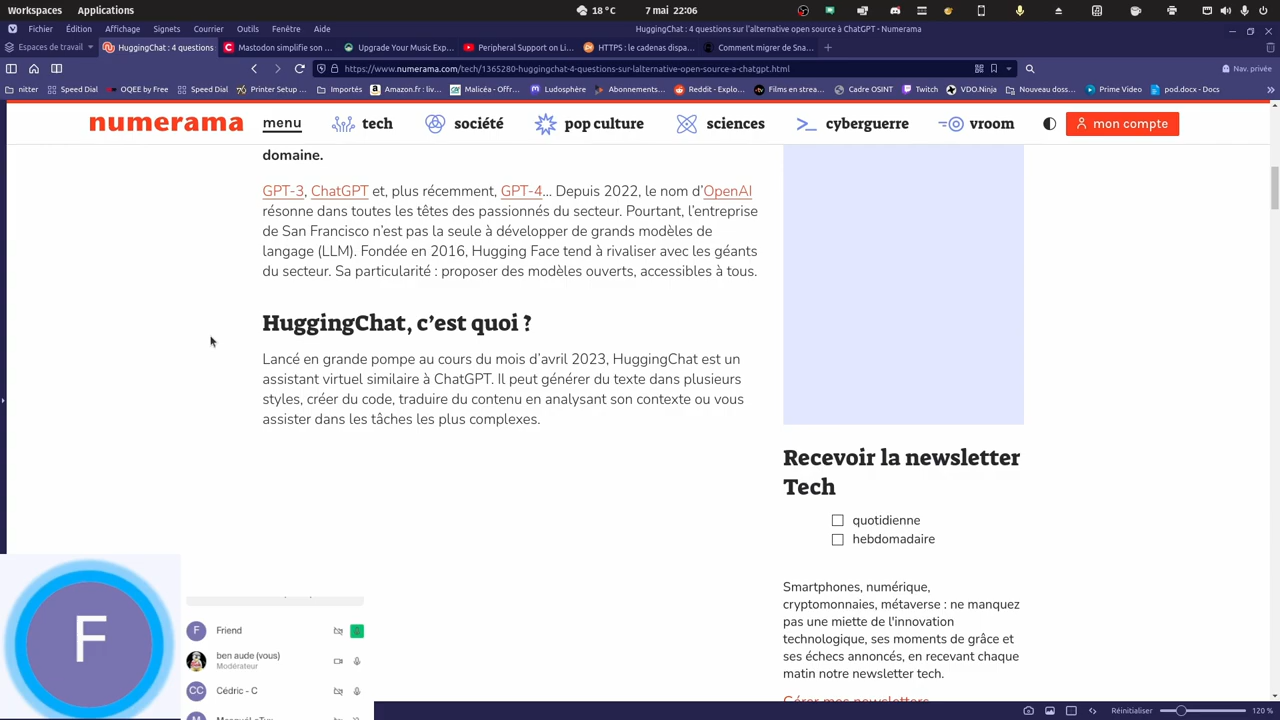 Workspaces
Applications
7 mai 22:06
Fichier
Édition
Affichage
Signets
Courrier
Outils
Fenêtre
Aide
HuggingChat : 4 questions sur l'alternative open source à ChatGPT - Numerama
Espaces de travail
HuggingChat : 4 questions
Mastodon simplifie son ...
Upgrade Your Music Exp...
Peripheral Support on Li...
HTTPS : le cadenas dispa...
Comment migrer de Sna...
https://www.numerama.com/tech/1365280-huggingchat-4-questions-sur-lalternative-open-source-a-chatgpt.html
Nav. privée
nitter
Speed Dial
OQEE by Free
Speed Dial
Printer Setup ...
Importés
Amazon.fr : livr...
Malicéa - Offr...
Ludosphère
Abonnements...
Reddit - Explo...
Films en strea...
Cadre OSINT
Twitch
VDO.Ninja
Nouveau dossier
Prime Video
pod.docx - Docs
numerama
menu
tech
société
pop culture
sciences
cyberguerre
vroom
mon compte
domaine.
GPT-3, ChatGPT et, plus récemment, GPT-4… Depuis 2022, le nom d'OpenAI
résonne dans toutes les têtes des passionnés du secteur. Pourtant, l'entreprise
de San Francisco n'est pas la seule à développer de grands modèles de
langage (LLM). Fondée en 2016, Hugging Face tend à rivaliser avec les géants
du secteur. Sa particularité : proposer des modèles ouverts, accessibles à tous.
HuggingChat, c'est quoi ?
Lancé en grande pompe au cours du mois d'avril 2023, HuggingChat est un
assistant virtuel similaire à ChatGPT. Il peut générer du texte dans plusieurs
styles, créer du code, traduire du contenu en analysant son contexte ou vous
assister dans les tâches les plus complexes.
Recevoir la newsletter
Tech
quotidienne
hebdomadaire
Smartphones, numérique,
cryptomonnaies, métaverse : ne manquez
pas une miette de l'innovation
technologique, ses moments de grâce et
ses échecs annoncés, en recevant chaque
matin notre newsletter tech.
Gérer mes newsletters
F
F
Friend
ben aude (vous)
Modérateur
CC
Cédric - C
Réinitialiser
120 %